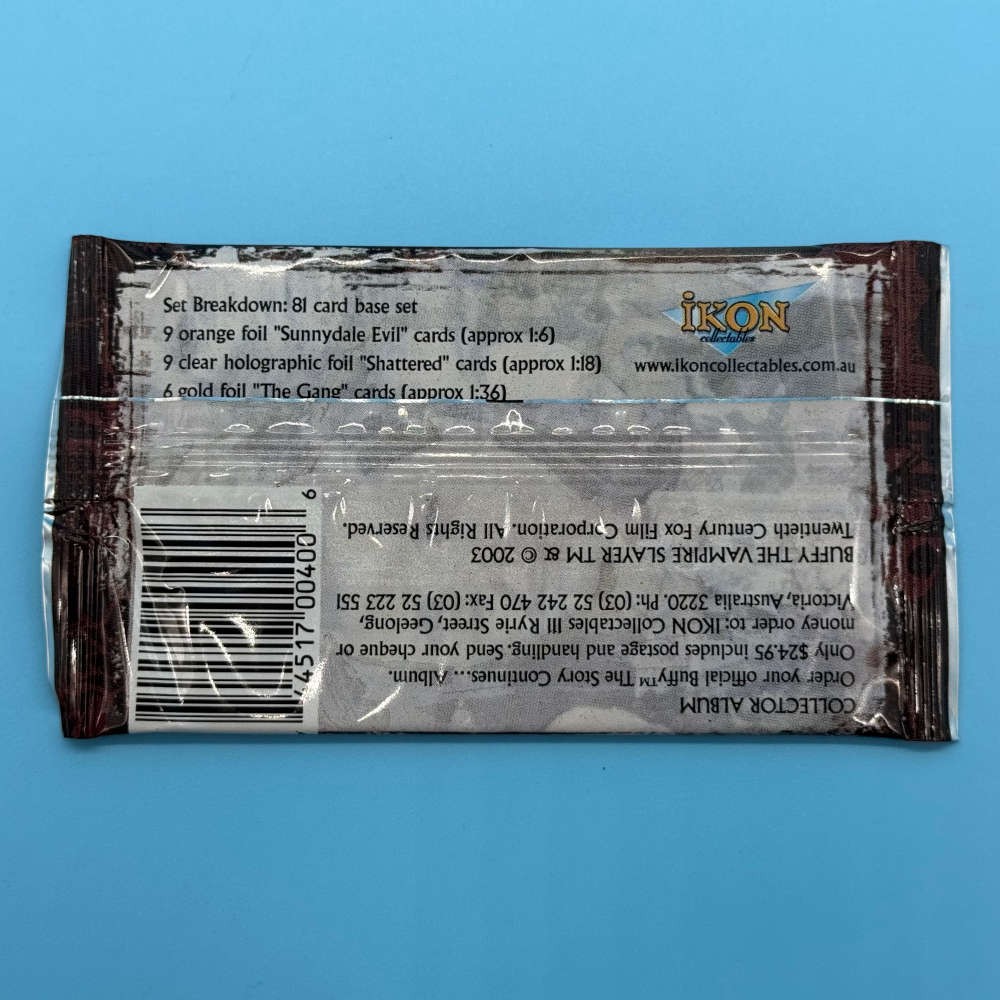 Set Breakdown: 81 card base set
9 orange foil "Sunnydale Evil" cards (approx 1:6)
9 clear holographic foil "Shattered" cards (approx 1:18)
6 gold foil "The Gang" cards (approx 1:36)
iKON
collectables
www.ikoncollectables.com.au
COLLECTOR ALBUM
Order your official Buffy™ The Story Continues... Album.
Only $24.95 includes postage and handling. Send your cheque or
money order to: IKON Collectables 111 Ryrie Street, Geelong,
Victoria, Australia 3220. Ph: (03) 52 242 470 Fax: (03) 52 223 551
BUFFY THE VAMPIRE SLAYER TM & © 2003
Twentieth Century Fox Film Corporation. All Rights Reserved.
44517 00400 6